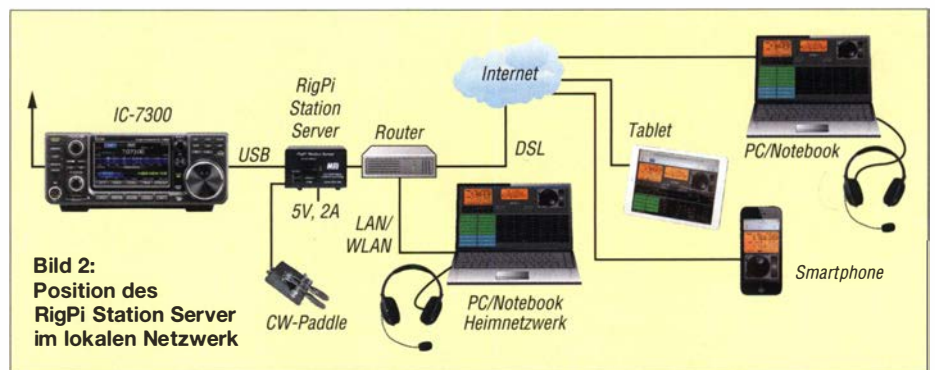 IC-7300
RigPi
Station
Server
USB
5V, 2A
MFJ
CW-Paddle
Router
LAN/
WLAN
DSL
Internet
PC/Notebook
Heimnetzwerk
Tablet
PC/Notebook
Smartphone
Bild 2:
Position des
RigPi Station Server
im lokalen Netzwerk